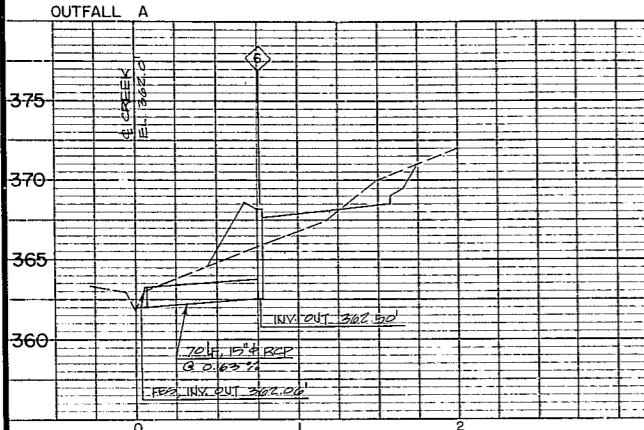 OUTFALL A
℄ CREEK
EL. 362.0'
6
375
370
365
360
INV. OUT 362.50'
70 LF, 15"φ RCP
@ 0.63%
FES, INV. OUT 362.06'
0
1
2